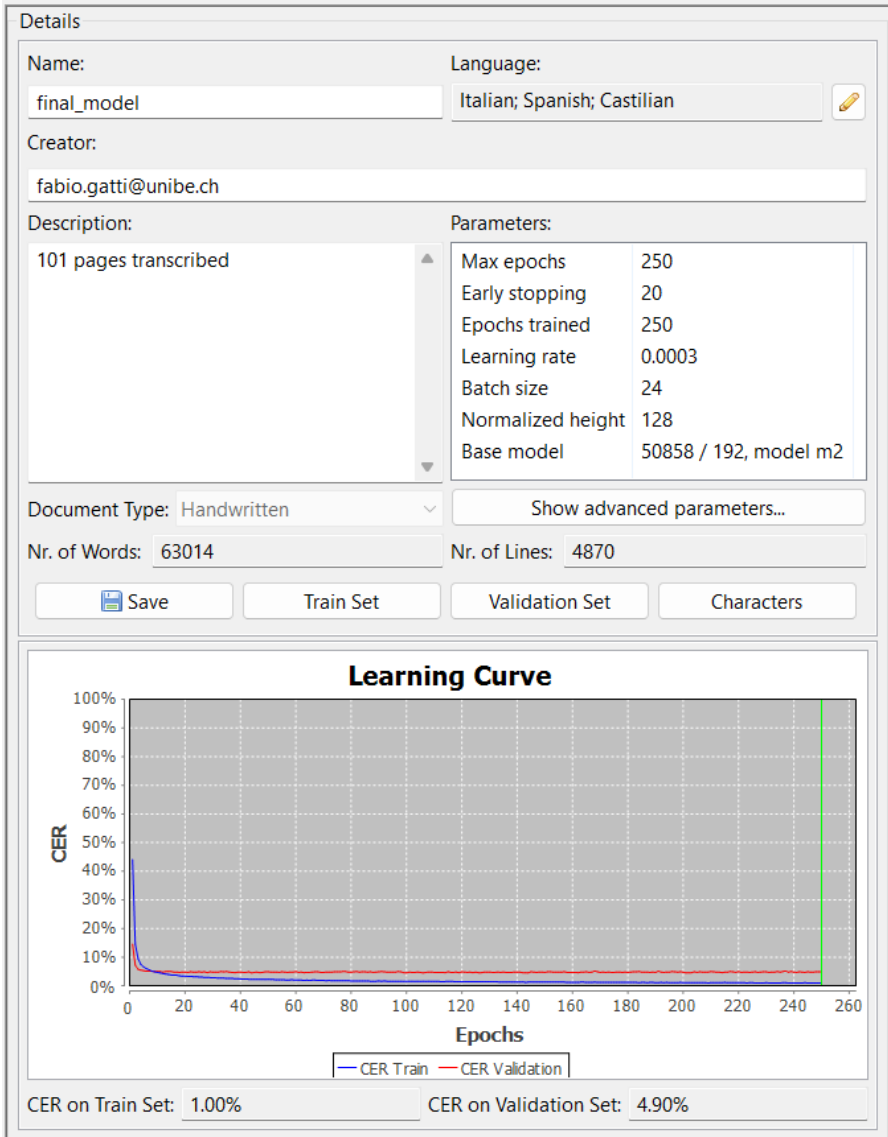 Details
Name:
Language:
final_model
Italian; Spanish; Castilian
Creator:
fabio.gatti@unibe.ch
Description:
Parameters:
101 pages transcribed
Max epochs 250
Early stopping 20
Epochs trained 250
Learning rate 0.0003
Batch size 24
Normalized height 128
Base model 50858 / 192, model m2
Document Type: Handwritten
Show advanced parameters...
Nr. of Words: 63014
Nr. of Lines: 4870
Save
Train Set
Validation Set
Characters
Learning Curve
100%
90%
80%
70%
60%
50%
40%
30%
20%
10%
0%
CER
0 20 40 60 80 100 120 140 160 180 200 220 240 260
Epochs
CER Train CER Validation
CER on Train Set: 1.00%
CER on Validation Set: 4.90%